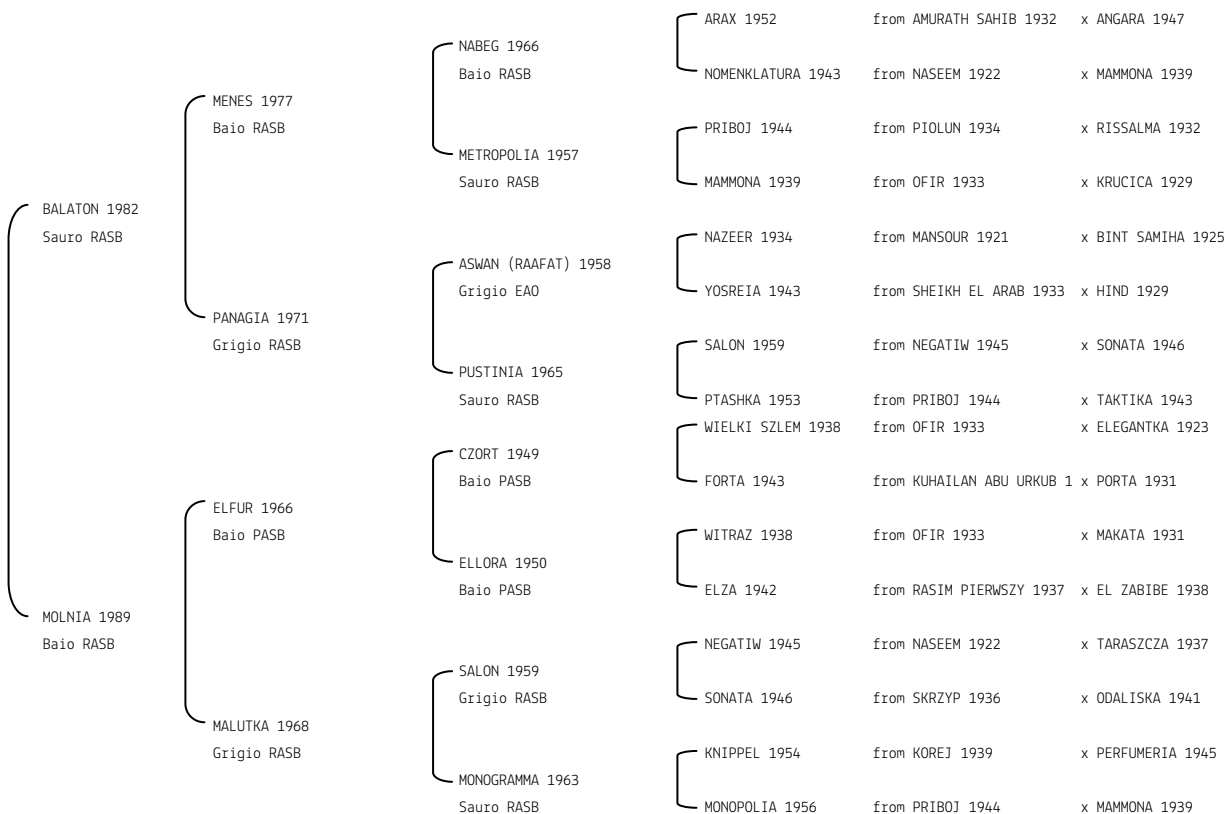 ARAX 1952 from AMURATH SAHIB 1932 x ANGARA 1947
NABEG 1966
Baio RASB NOMENKLATURA 1943 from NASEEM 1922 x MAMMONA 1939
MENES 1977
Baio RASB PRIBOJ 1944 from PIOLUN 1934 x RISSALMA 1932
METROPOLIA 1957
Sauro RASB MAMMONA 1939 from OFIR 1933 x KRUCICA 1929
BALATON 1982
Sauro RASB NAZEER 1934 from MANSOUR 1921 x BINT SAMIHA 1925
ASWAN (RAAFAT) 1958
Grigio EAO YOSREIA 1943 from SHEIKH EL ARAB 1933 x HIND 1929
PANAGIA 1971
Grigio RASB SALON 1959 from NEGATIW 1945 x SONATA 1946
PUSTINIA 1965
Sauro RASB PTASHKA 1953 from PRIBOJ 1944 x TAKTIKA 1943
WIELKI SZLEM 1938 from OFIR 1933 x ELEGANTKA 1923
CZORT 1949
Baio PASB FORTA 1943 from KUHAILAN ABU URKUB 1 x PORTA 1931
ELFUR 1966
Baio PASB WITRAZ 1938 from OFIR 1933 x MAKATA 1931
ELLORA 1950
Baio PASB ELZA 1942 from RASIM PIERWSZY 1937 x EL ZABIBE 1938
MOLNIA 1989
Baio RASB NEGATIW 1945 from NASEEM 1922 x TARASZCZA 1937
SALON 1959
Grigio RASB SONATA 1946 from SKRZYP 1936 x ODALISKA 1941
MALUTKA 1968
Grigio RASB KNIPPEL 1954 from KOREJ 1939 x PERFUMERIA 1945
MONOGRAMMA 1963
Sauro RASB MONOPOLIA 1956 from PRIBOJ 1944 x MAMMONA 1939